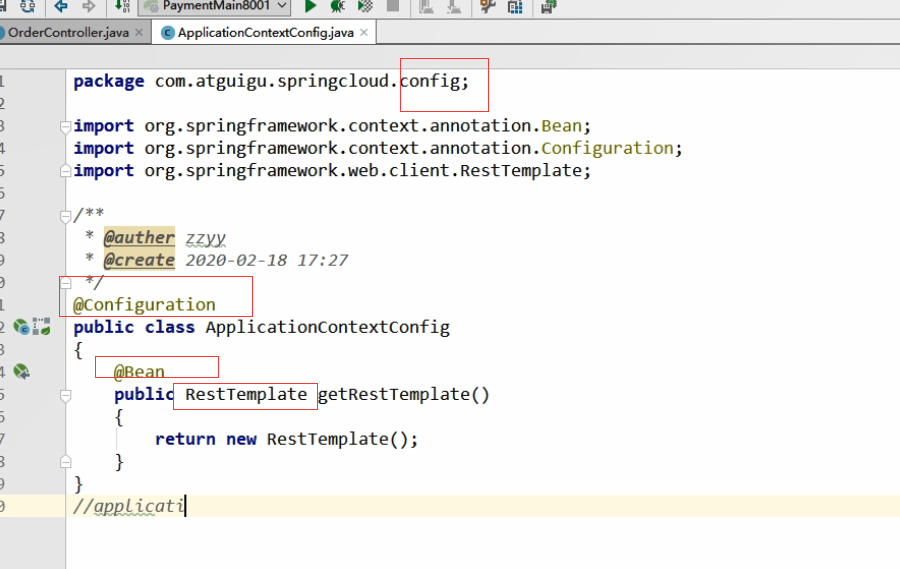 PaymentMain8001
OrderController.java
ApplicationContextConfig.java
package com.atguigu.springcloud.config;
import org.springframework.context.annotation.Bean;
import org.springframework.context.annotation.Configuration;
import org.springframework.web.client.RestTemplate;
/**
* @auther zzyy
* @create 2020-02-18 17:27
*/
@Configuration
public class ApplicationContextConfig
{
@Bean
public RestTemplate getRestTemplate()
{
return new RestTemplate();
}
}
//applicati